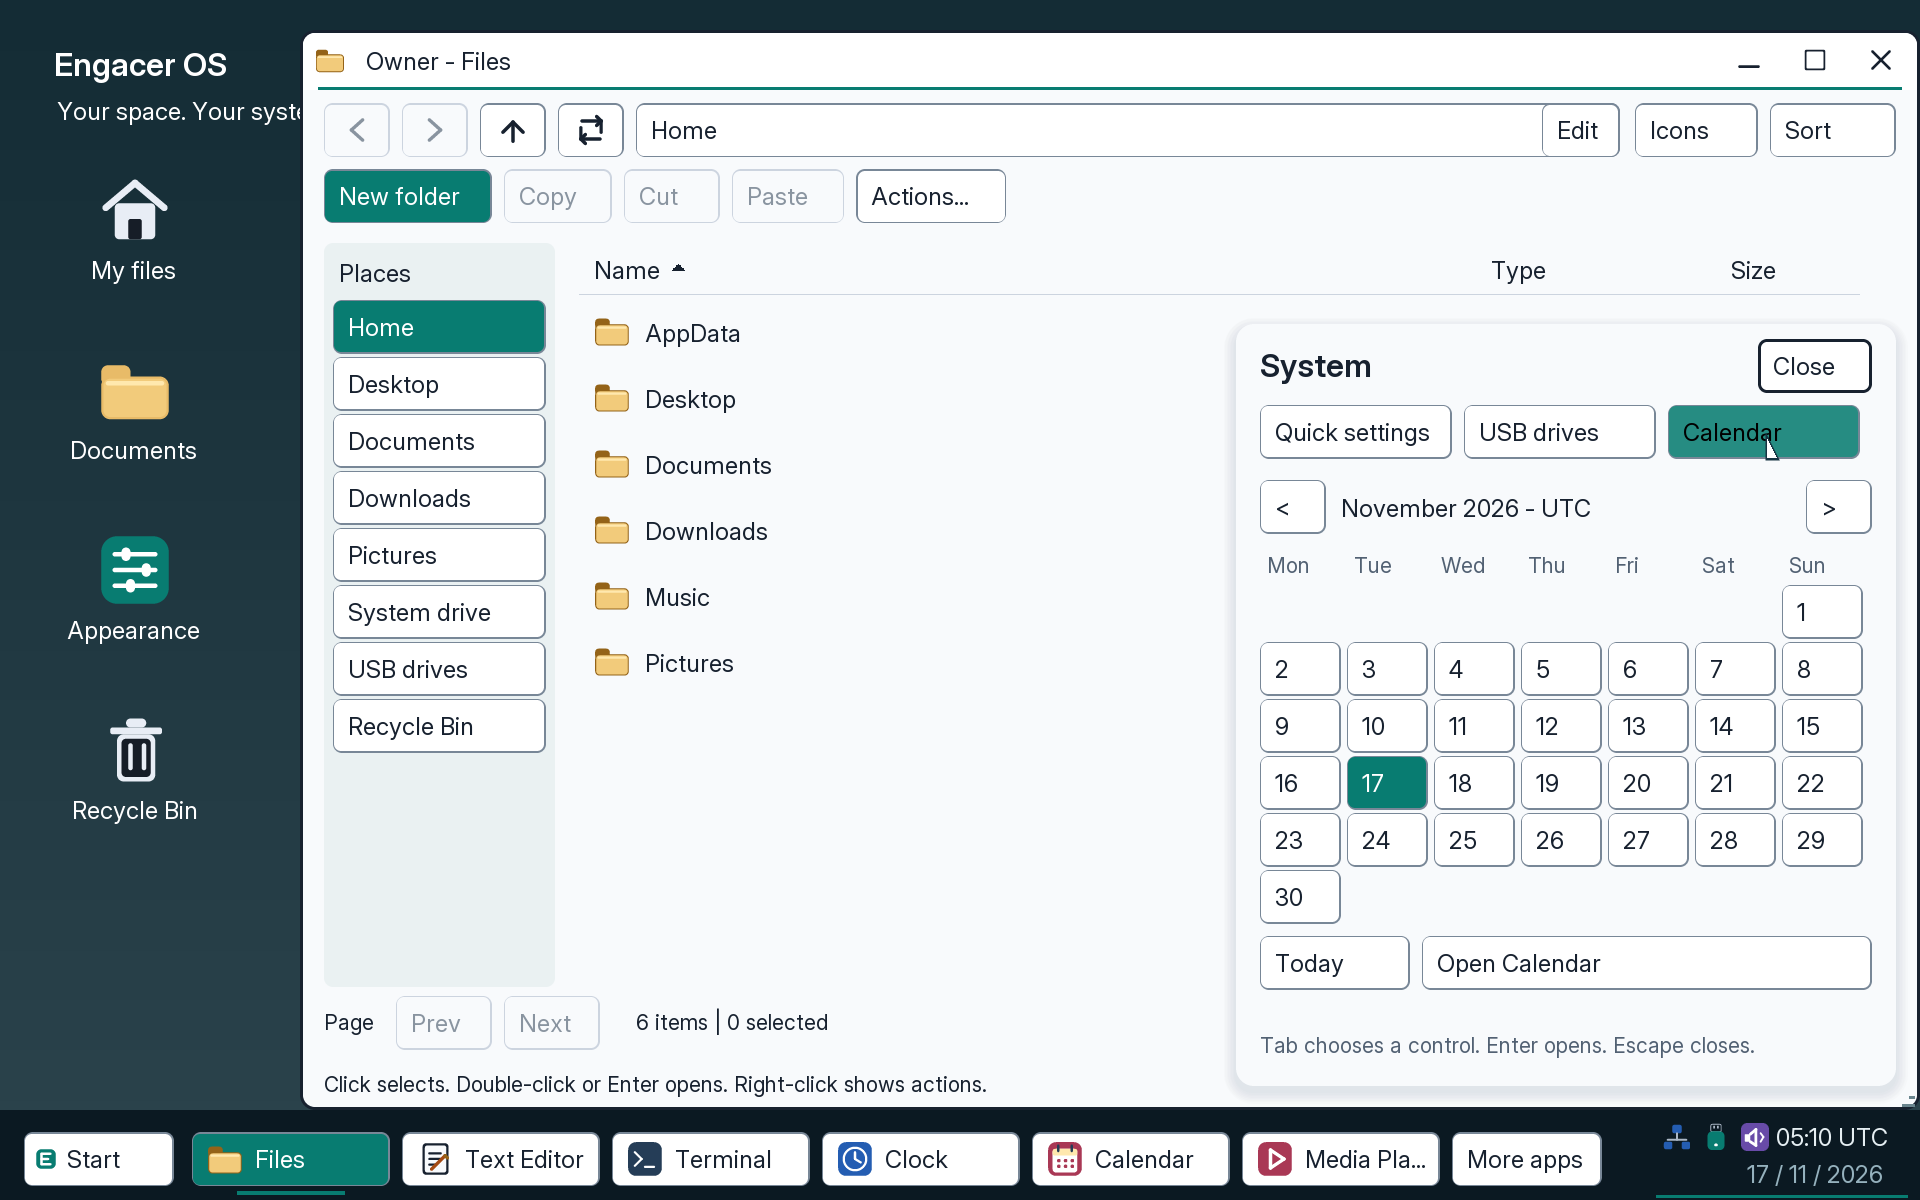 Engacer OS
Your space. Your syste
My files
Documents
Appearance
Recycle Bin
Owner - Files
Home
Edit
Icons
Sort
New folder
Copy
Cut
Paste
Actions...
Places
Home
Desktop
Documents
Downloads
Pictures
System drive
USB drives
Recycle Bin
Name
Type
Size
AppData
Desktop
Documents
Downloads
Music
Pictures
System
Close
Quick settings
USB drives
Calendar
<
November 2026 - UTC
>
Mon Tue Wed Thu Fri Sat Sun
1
2 3 4 5 6 7 8
9 10 11 12 13 14 15
16 17 18 19 20 21 22
23 24 25 26 27 28 29
30
Today
Open Calendar
Tab chooses a control. Enter opens. Escape closes.
Page
Prev
Next
6 items | 0 selected
Click selects. Double-click or Enter opens. Right-click shows actions.
E Start
Files
Text Editor
Terminal
Clock
Calendar
Media Pla...
More apps
05:10 UTC
17 / 11 / 2026